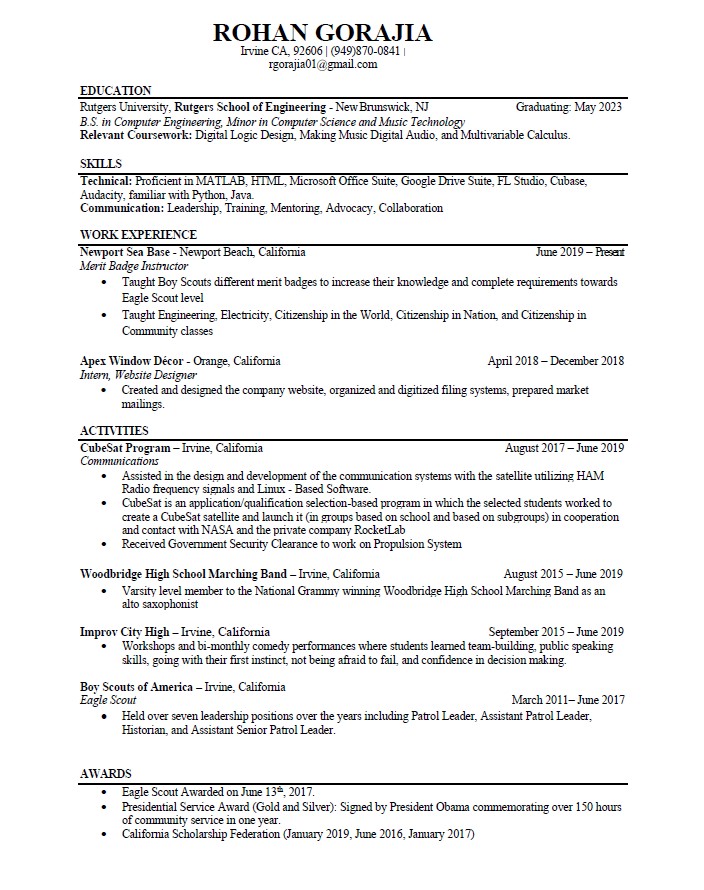 ROHAN GORAJIA
Irvine CA, 92606 | (949)870-0841 |
rgorajia01@gmail.com
EDUCATION
Rutgers University, Rutgers School of Engineering - New Brunswick, NJ Graduating: May 2023
B.S. in Computer Engineering, Minor in Computer Science and Music Technology
Relevant Coursework: Digital Logic Design, Making Music Digital Audio, and Multivariable Calculus.
SKILLS
Technical: Proficient in MATLAB, HTML, Microsoft Office Suite, Google Drive Suite, FL Studio, Cubase,
Audacity, familiar with Python, Java.
Communication: Leadership, Training, Mentoring, Advocacy, Collaboration
WORK EXPERIENCE
Newport Sea Base - Newport Beach, California June 2019 – Present
Merit Badge Instructor
• Taught Boy Scouts different merit badges to increase their knowledge and complete requirements towards
Eagle Scout level
• Taught Engineering, Electricity, Citizenship in the World, Citizenship in Nation, and Citizenship in
Community classes
Apex Window Décor - Orange, California April 2018 – December 2018
Intern, Website Designer
• Created and designed the company website, organized and digitized filing systems, prepared market
mailings.
ACTIVITIES
CubeSat Program – Irvine, California August 2017 – June 2019
Communications
• Assisted in the design and development of the communication systems with the satellite utilizing HAM
Radio frequency signals and Linux - Based Software.
• CubeSat is an application/qualification selection-based program in which the selected students worked to
create a CubeSat satellite and launch it (in groups based on school and based on subgroups) in cooperation
and contact with NASA and the private company RocketLab
• Received Government Security Clearance to work on Propulsion System
Woodbridge High School Marching Band – Irvine, California August 2015 – June 2019
• Varsity level member to the National Grammy winning Woodbridge High School Marching Band as an
alto saxophonist
Improv City High – Irvine, California September 2015 – June 2019
• Workshops and bi-monthly comedy performances where students learned team-building, public speaking
skills, going with their first instinct, not being afraid to fail, and confidence in decision making.
Boy Scouts of America – Irvine, California
Eagle Scout March 2011– June 2017
• Held over seven leadership positions over the years including Patrol Leader, Assistant Patrol Leader,
Historian, and Assistant Senior Patrol Leader.
AWARDS
• Eagle Scout Awarded on June 13th, 2017.
• Presidential Service Award (Gold and Silver): Signed by President Obama commemorating over 150 hours
of community service in one year.
• California Scholarship Federation (January 2019, June 2016, January 2017)